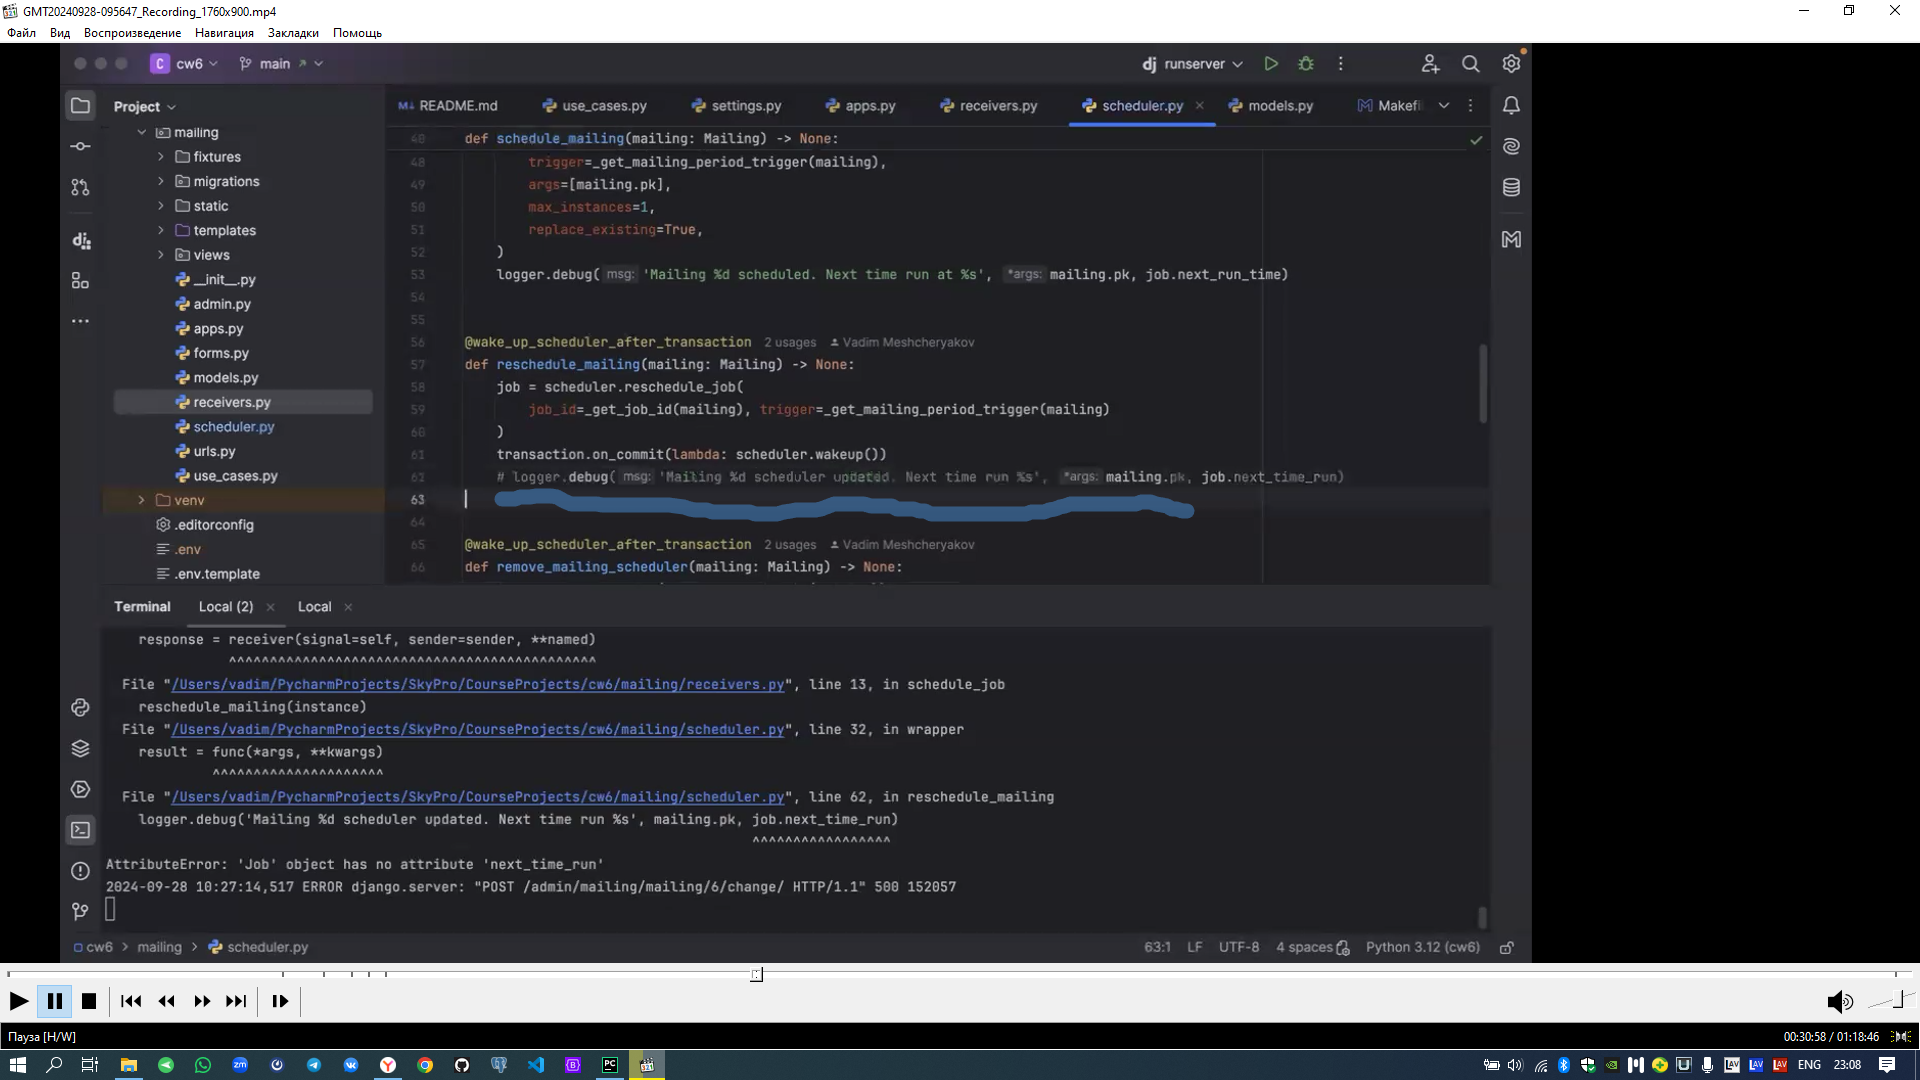 GMT20240928-095647_Recording_1760x900.mp4
Файл Вид Воспроизведение Навигация Закладки Помощь
C cw6 main dj runserver
Project README.md use_cases.py settings.py apps.py receivers.py scheduler.py models.py Makefi
mailing
fixtures
migrations
static
templates
views
__init__.py
admin.py
apps.py
forms.py
models.py
receivers.py
scheduler.py
urls.py
use_cases.py
venv
.editorconfig
.env
.env.template
40 def schedule_mailing(mailing: Mailing) -> None:
48 trigger=_get_mailing_period_trigger(mailing),
49 args=[mailing.pk],
50 max_instances=1,
51 replace_existing=True,
52 )
53 logger.debug( msg: 'Mailing %d scheduled. Next time run at %s', *args: mailing.pk, job.next_run_time)
54
55
56 @wake_up_scheduler_after_transaction 2 usages Vadim Meshcheryakov
57 def reschedule_mailing(mailing: Mailing) -> None:
58 job = scheduler.reschedule_job(
59 job_id=_get_job_id(mailing), trigger=_get_mailing_period_trigger(mailing)
60 )
61 transaction.on_commit(lambda: scheduler.wakeup())
62 # logger.debug( msg: 'Mailing %d scheduler updated. Next time run %s', *args: mailing.pk, job.next_time_run)
63
64
65 @wake_up_scheduler_after_transaction 2 usages Vadim Meshcheryakov
66 def remove_mailing_scheduler(mailing: Mailing) -> None:
Terminal Local (2) Local
response = receiver(signal=self, sender=sender, **named)
^^^^^^^^^^^^^^^^^^^^^^^^^^^^^^^^^^^^^^^^^^^^^
File "/Users/vadim/PycharmProjects/SkyPro/CourseProjects/cw6/mailing/receivers.py", line 13, in schedule_job
reschedule_mailing(instance)
File "/Users/vadim/PycharmProjects/SkyPro/CourseProjects/cw6/mailing/scheduler.py", line 32, in wrapper
result = func(*args, **kwargs)
^^^^^^^^^^^^^^^^^^^^^
File "/Users/vadim/PycharmProjects/SkyPro/CourseProjects/cw6/mailing/scheduler.py", line 62, in reschedule_mailing
logger.debug('Mailing %d scheduler updated. Next time run %s', mailing.pk, job.next_time_run)
^^^^^^^^^^^^^^^^^
AttributeError: 'Job' object has no attribute 'next_time_run'
2024-09-28 10:27:14,517 ERROR django.server: "POST /admin/mailing/mailing/6/change/ HTTP/1.1" 500 152057
cw6 > mailing > scheduler.py 63:1 LF UTF-8 4 spaces Python 3.12 (cw6)
Пауза [H/W] 00:30:58 / 01:18:46
ENG 23:08